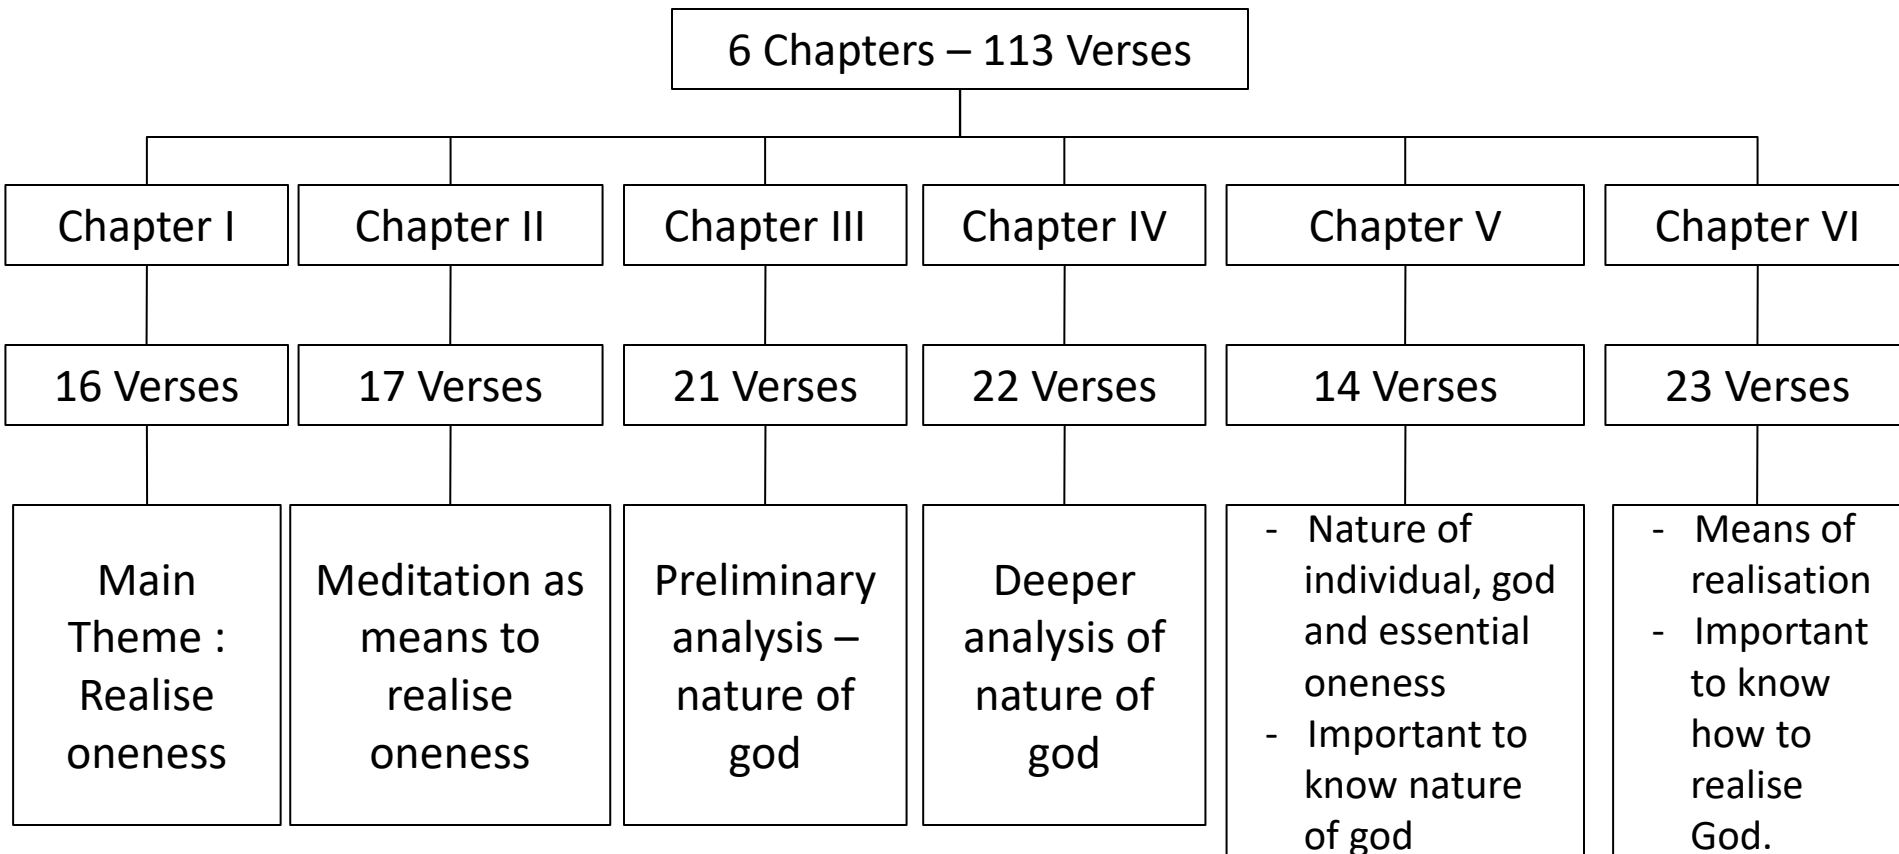 6 Chapters – 113 Verses
Chapter I
Chapter II
Chapter III
Chapter IV
Chapter V
Chapter VI
16 Verses
17 Verses
21 Verses
22 Verses
14 Verses
23 Verses
Main
Theme :
Realise
oneness
Meditation as
means to
realise
oneness
Preliminary
analysis –
nature of
god
Deeper
analysis of
nature of
god
- Nature of
individual, god
and essential
oneness
- Important to
know nature
of god
- Means of
realisation
- Important
to know
how to
realise
God.